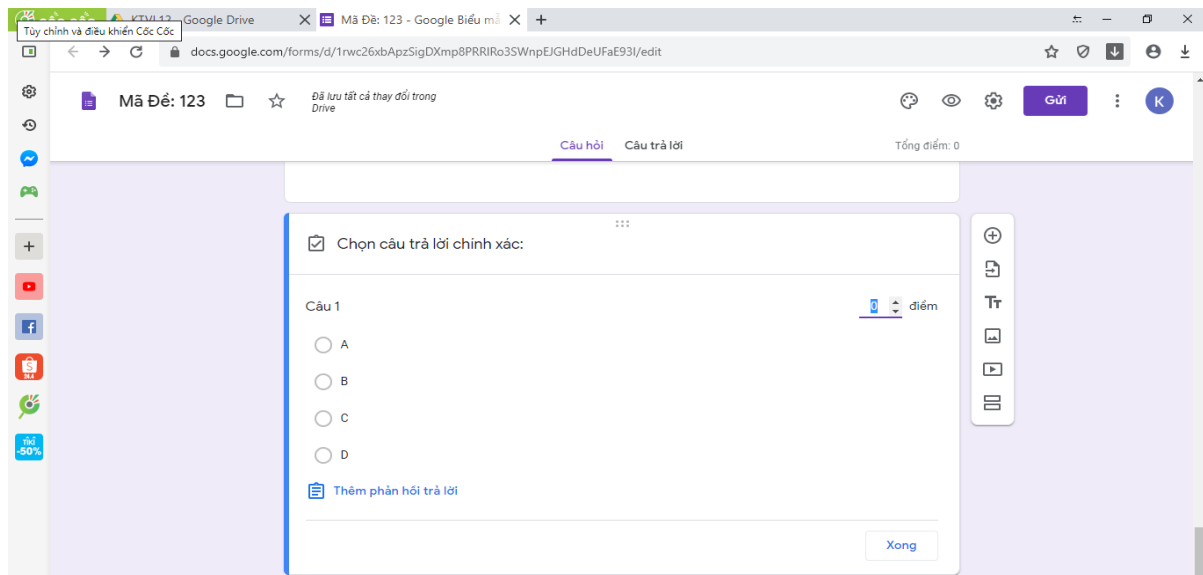 KTVL12 - Google Drive
Mã Đề: 123 - Google Biểu mẫ
Tùy chỉnh và điều khiển Cốc Cốc
docs.google.com/forms/d/1rwc26xbApzSigDXmp8PRRIRo3SWnpEJGHdDeUFaE93I/edit
Mã Đề: 123
Đã lưu tất cả thay đổi trong
Drive
Gửi
K
Câu hỏi
Câu trả lời
Tổng điểm: 0
Chọn câu trả lời chính xác:
Câu 1
0 điểm
A
B
C
D
Thêm phản hồi trả lời
Xong
Tт
TIKI
-50%